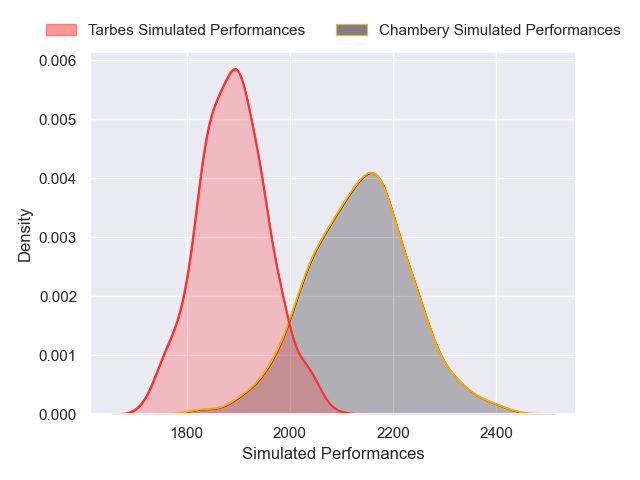 Tarbes Simulated Performances
Chambery Simulated Performances
0.006
0.005
0.004
0.003
0.002
0.001
0.000
Density
1800
2000
2200
2400
Simulated Performances